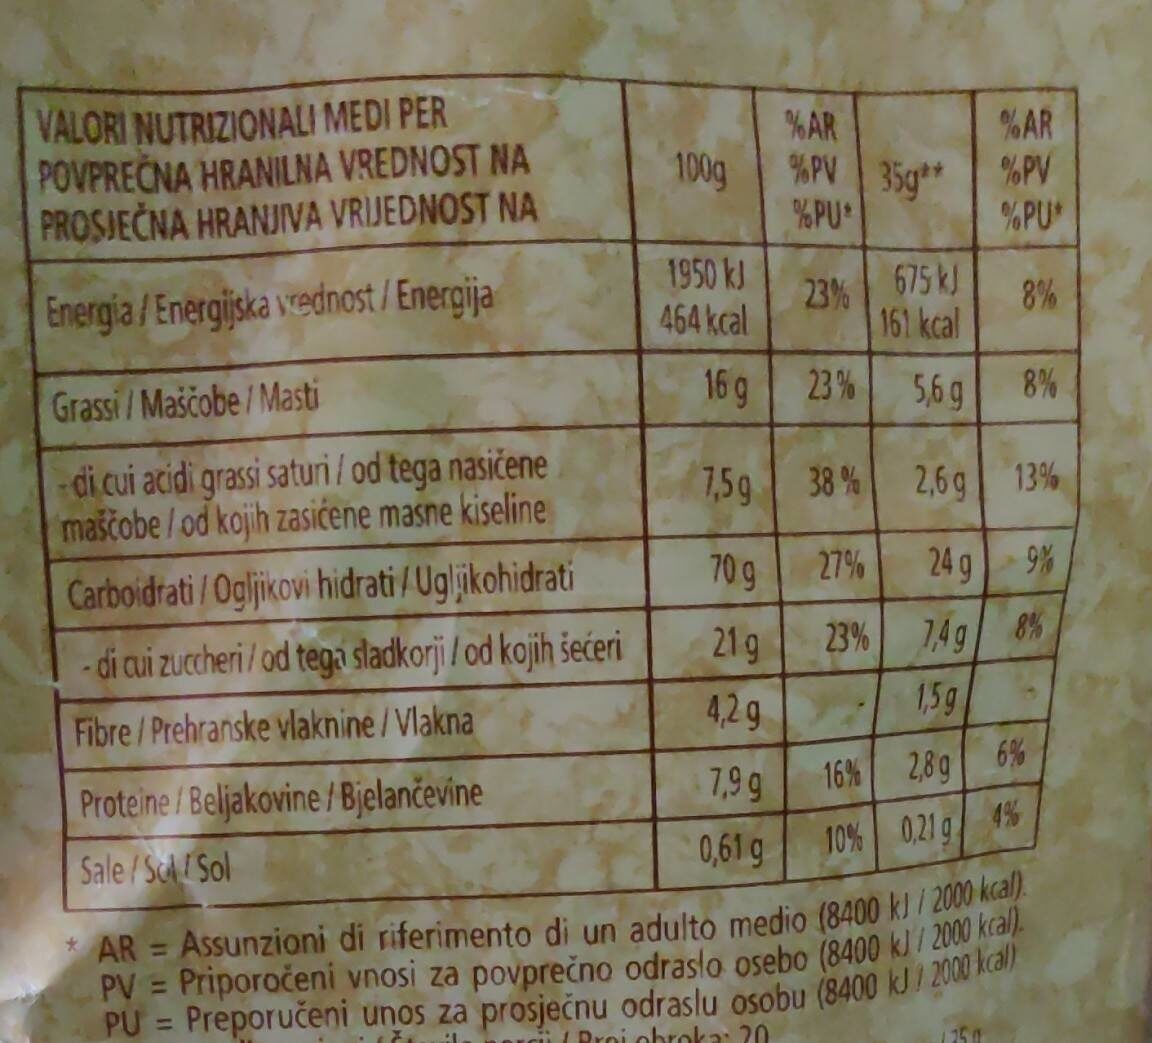 VALORI NUTRIZIONALI MEDI PER
POVPREČNA HRANILNA VREDNOST NA
PROSJEČNA HRANJIVA VRIJEDNOST NA
100g
%AR
%PV
%PU*
35g**
%AR
%PV
%PU*
Energia / Energijska vrednost / Energija
1950 kJ
464 kcal
23%
675 kJ
161 kcal
8%
Grassi / Maščobe / Masti 16 g 23% 5,6 g 8%
- di cui acidi grassi saturi / od tega nasičene
maščobe / od kojih zasićene masne kiseline
7,5 g 38 % 2,6 g 13%
Carboidrati / Ogljikovi hidrati / Ugljikohidrati 70 g 27% 24 g 9%
- di cui zuccheri / od tega sladkorji / od kojih šećeri 21 g 23% 7,4 g 8%
Fibre / Prehranske vlaknine / Vlakna 4,2 g - 1,5 g -
Proteine / Beljakovine / Bjelančevine 7,9 g 16% 2,8 g 6%
Sale / Sol / Sol 0,61 g 10% 0,21 g 4%
* AR = Assunzioni di riferimento di un adulto medio (8400 kJ / 2000 kcal).
PV = Priporočeni vnosi za povprečno odraslo osebo (8400 kJ / 2000 kcal).
PU = Preporučeni unos za prosječnu odraslu osobu (8400 kJ / 2000 kcal)
/ Broj obroka: 20